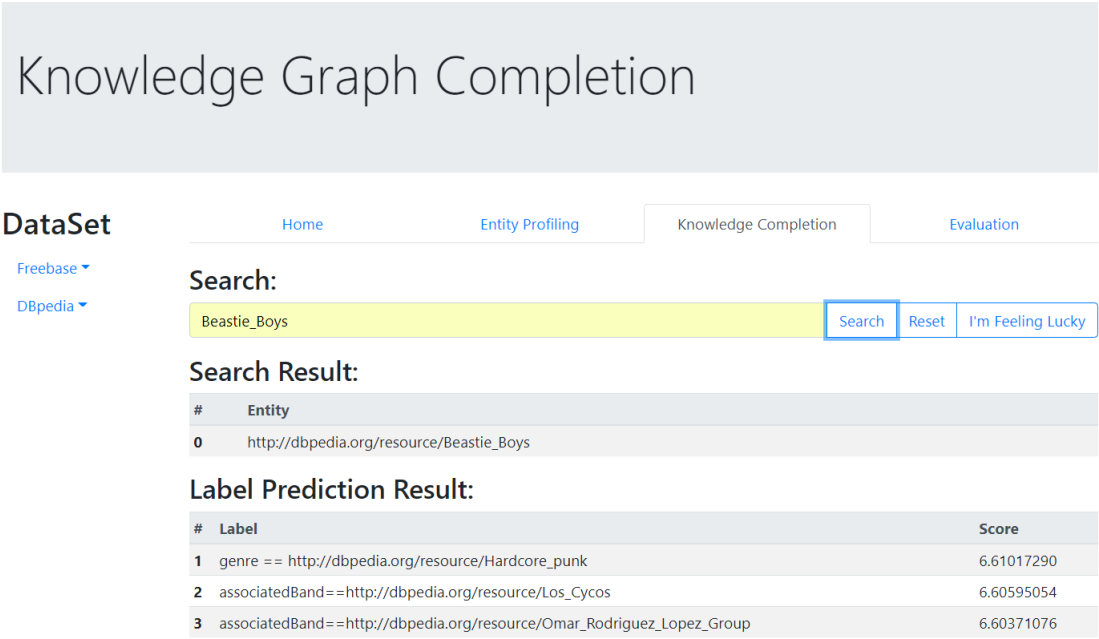 Knowledge Graph Completion
DataSet
Freebase
DBpedia
Home Entity Profiling Knowledge Completion Evaluation
Search:
Beastie_Boys Search Reset I'm Feeling Lucky
Search Result:
# Entity
0 http://dbpedia.org/resource/Beastie_Boys
Label Prediction Result:
# Label Score
1 genre == http://dbpedia.org/resource/Hardcore_punk 6.61017290
2 associatedBand==http://dbpedia.org/resource/Los_Cycos 6.60595054
3 associatedBand==http://dbpedia.org/resource/Omar_Rodriguez_Lopez_Group 6.60371076